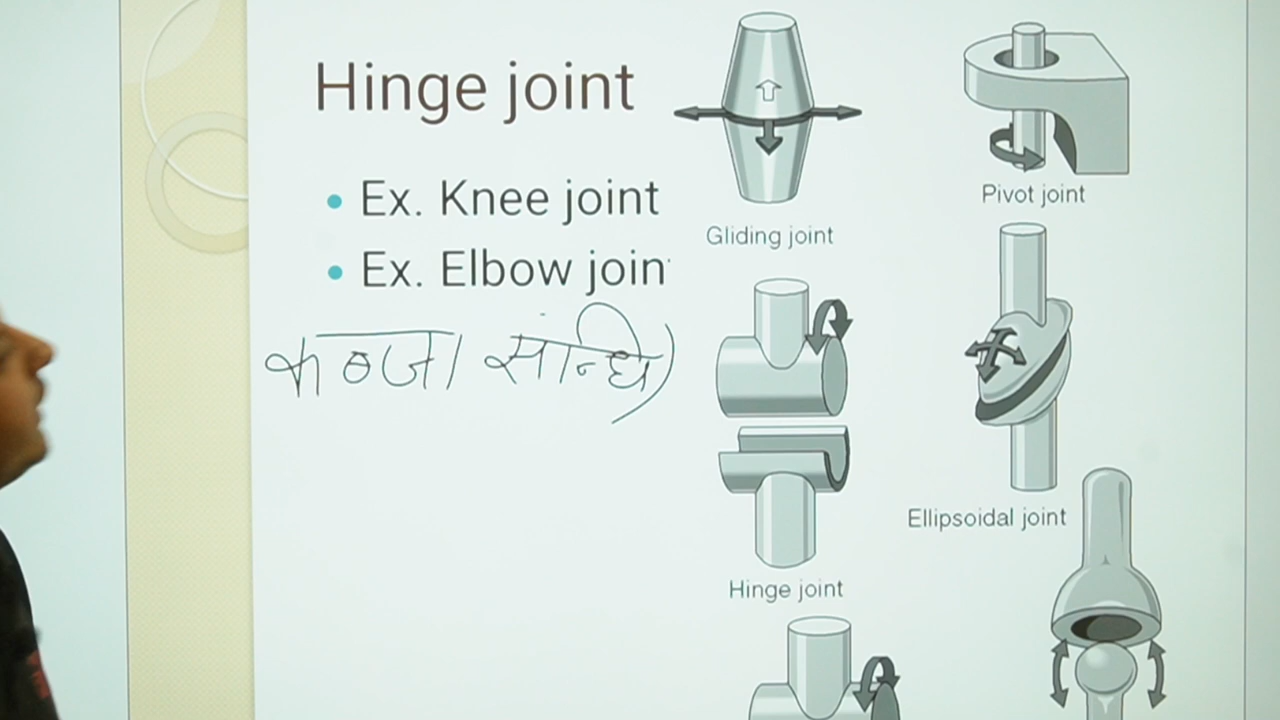 Hinge joint
• Ex. Knee joint
• Ex. Elbow join
कब्जा सन्धि
Gliding joint
Pivot joint
Hinge joint
Ellipsoidal joint